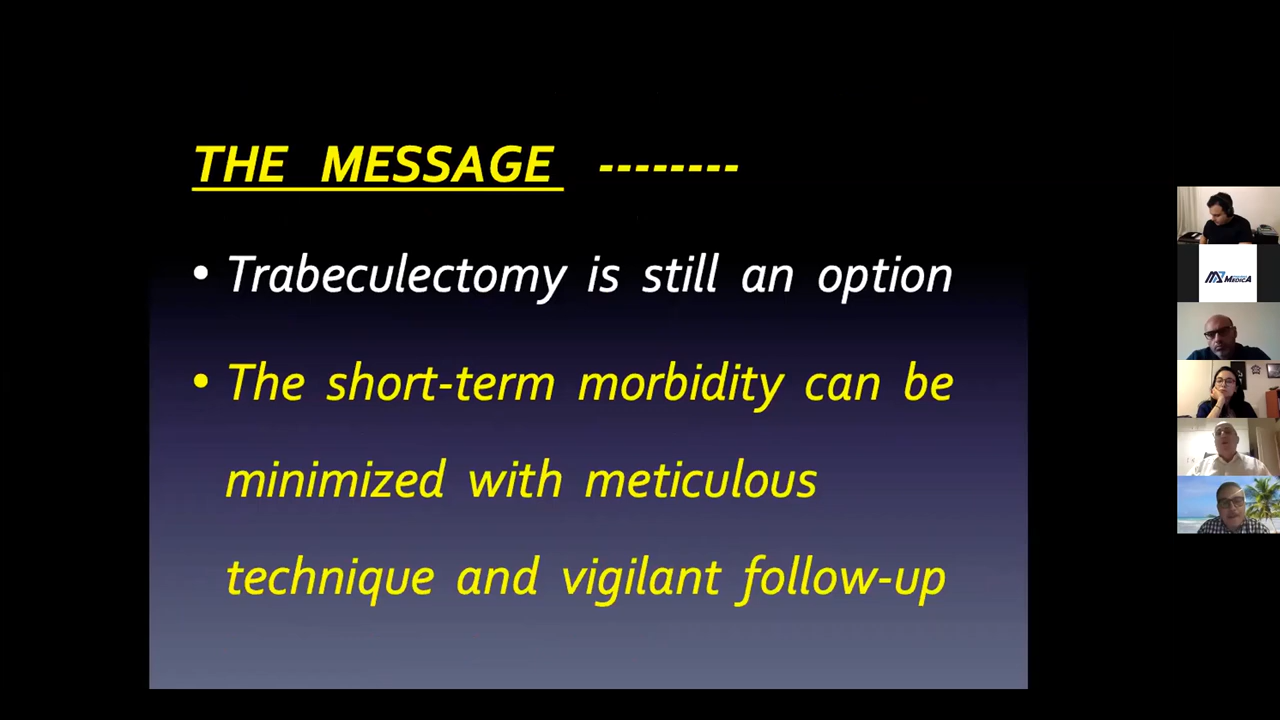 THE MESSAGE --------
• Trabeculectomy is still an option
• The short-term morbidity can be
minimized with meticulous
technique and vigilant follow-up
MEDICA